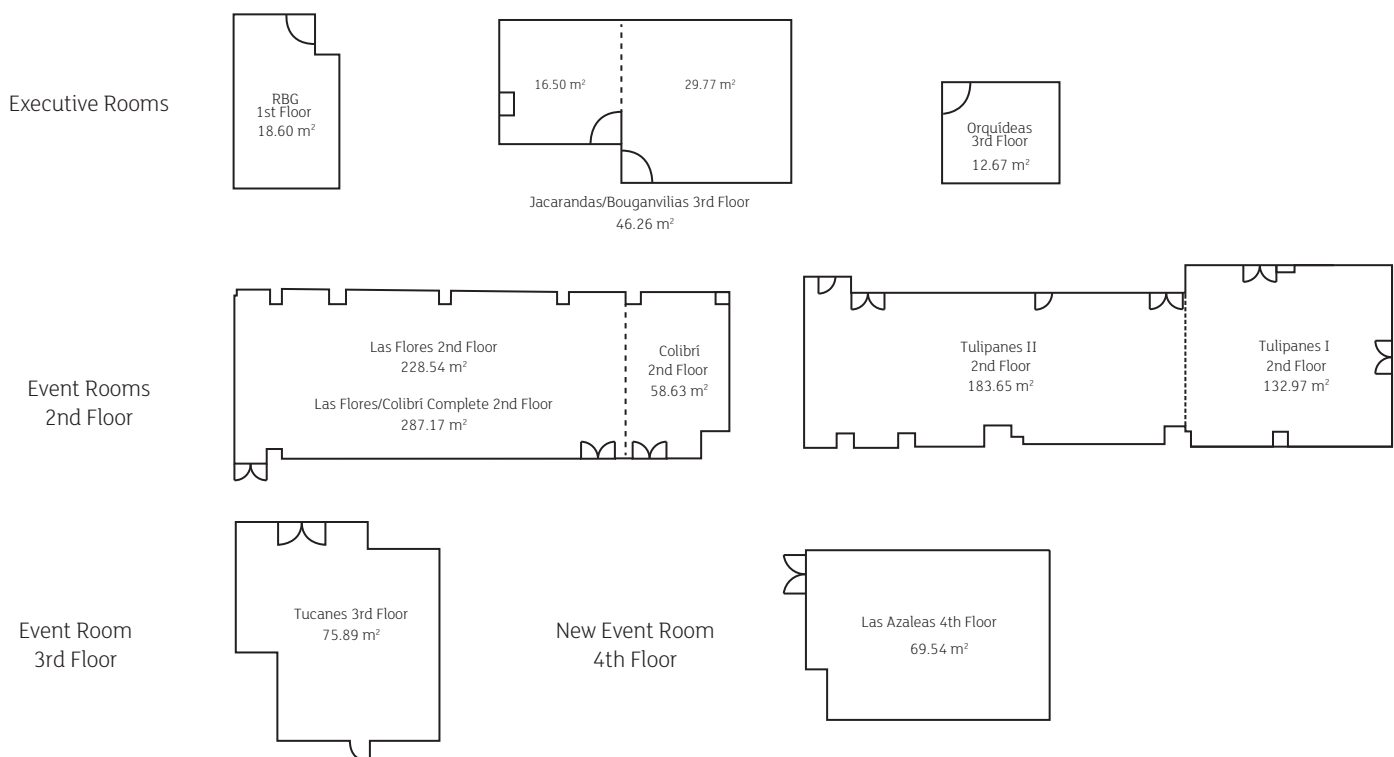 Executive Rooms
RBG
1st Floor
18.60 m²
16.50 m²
29.77 m²
Jacarandas/Bouganvilias 3rd Floor
46.26 m²
Orquídeas
3rd Floor
12.67 m²
Event Rooms
2nd Floor
Las Flores 2nd Floor
228.54 m²
Las Flores/Colibrí Complete 2nd Floor
287.17 m²
Colibrí
2nd Floor
58.63 m²
Tulipanes II
2nd Floor
183.65 m²
Tulipanes I
2nd Floor
132.97 m²
Event Room
3rd Floor
Tucanes 3rd Floor
75.89 m²
New Event Room
4th Floor
Las Azaleas 4th Floor
69.54 m²